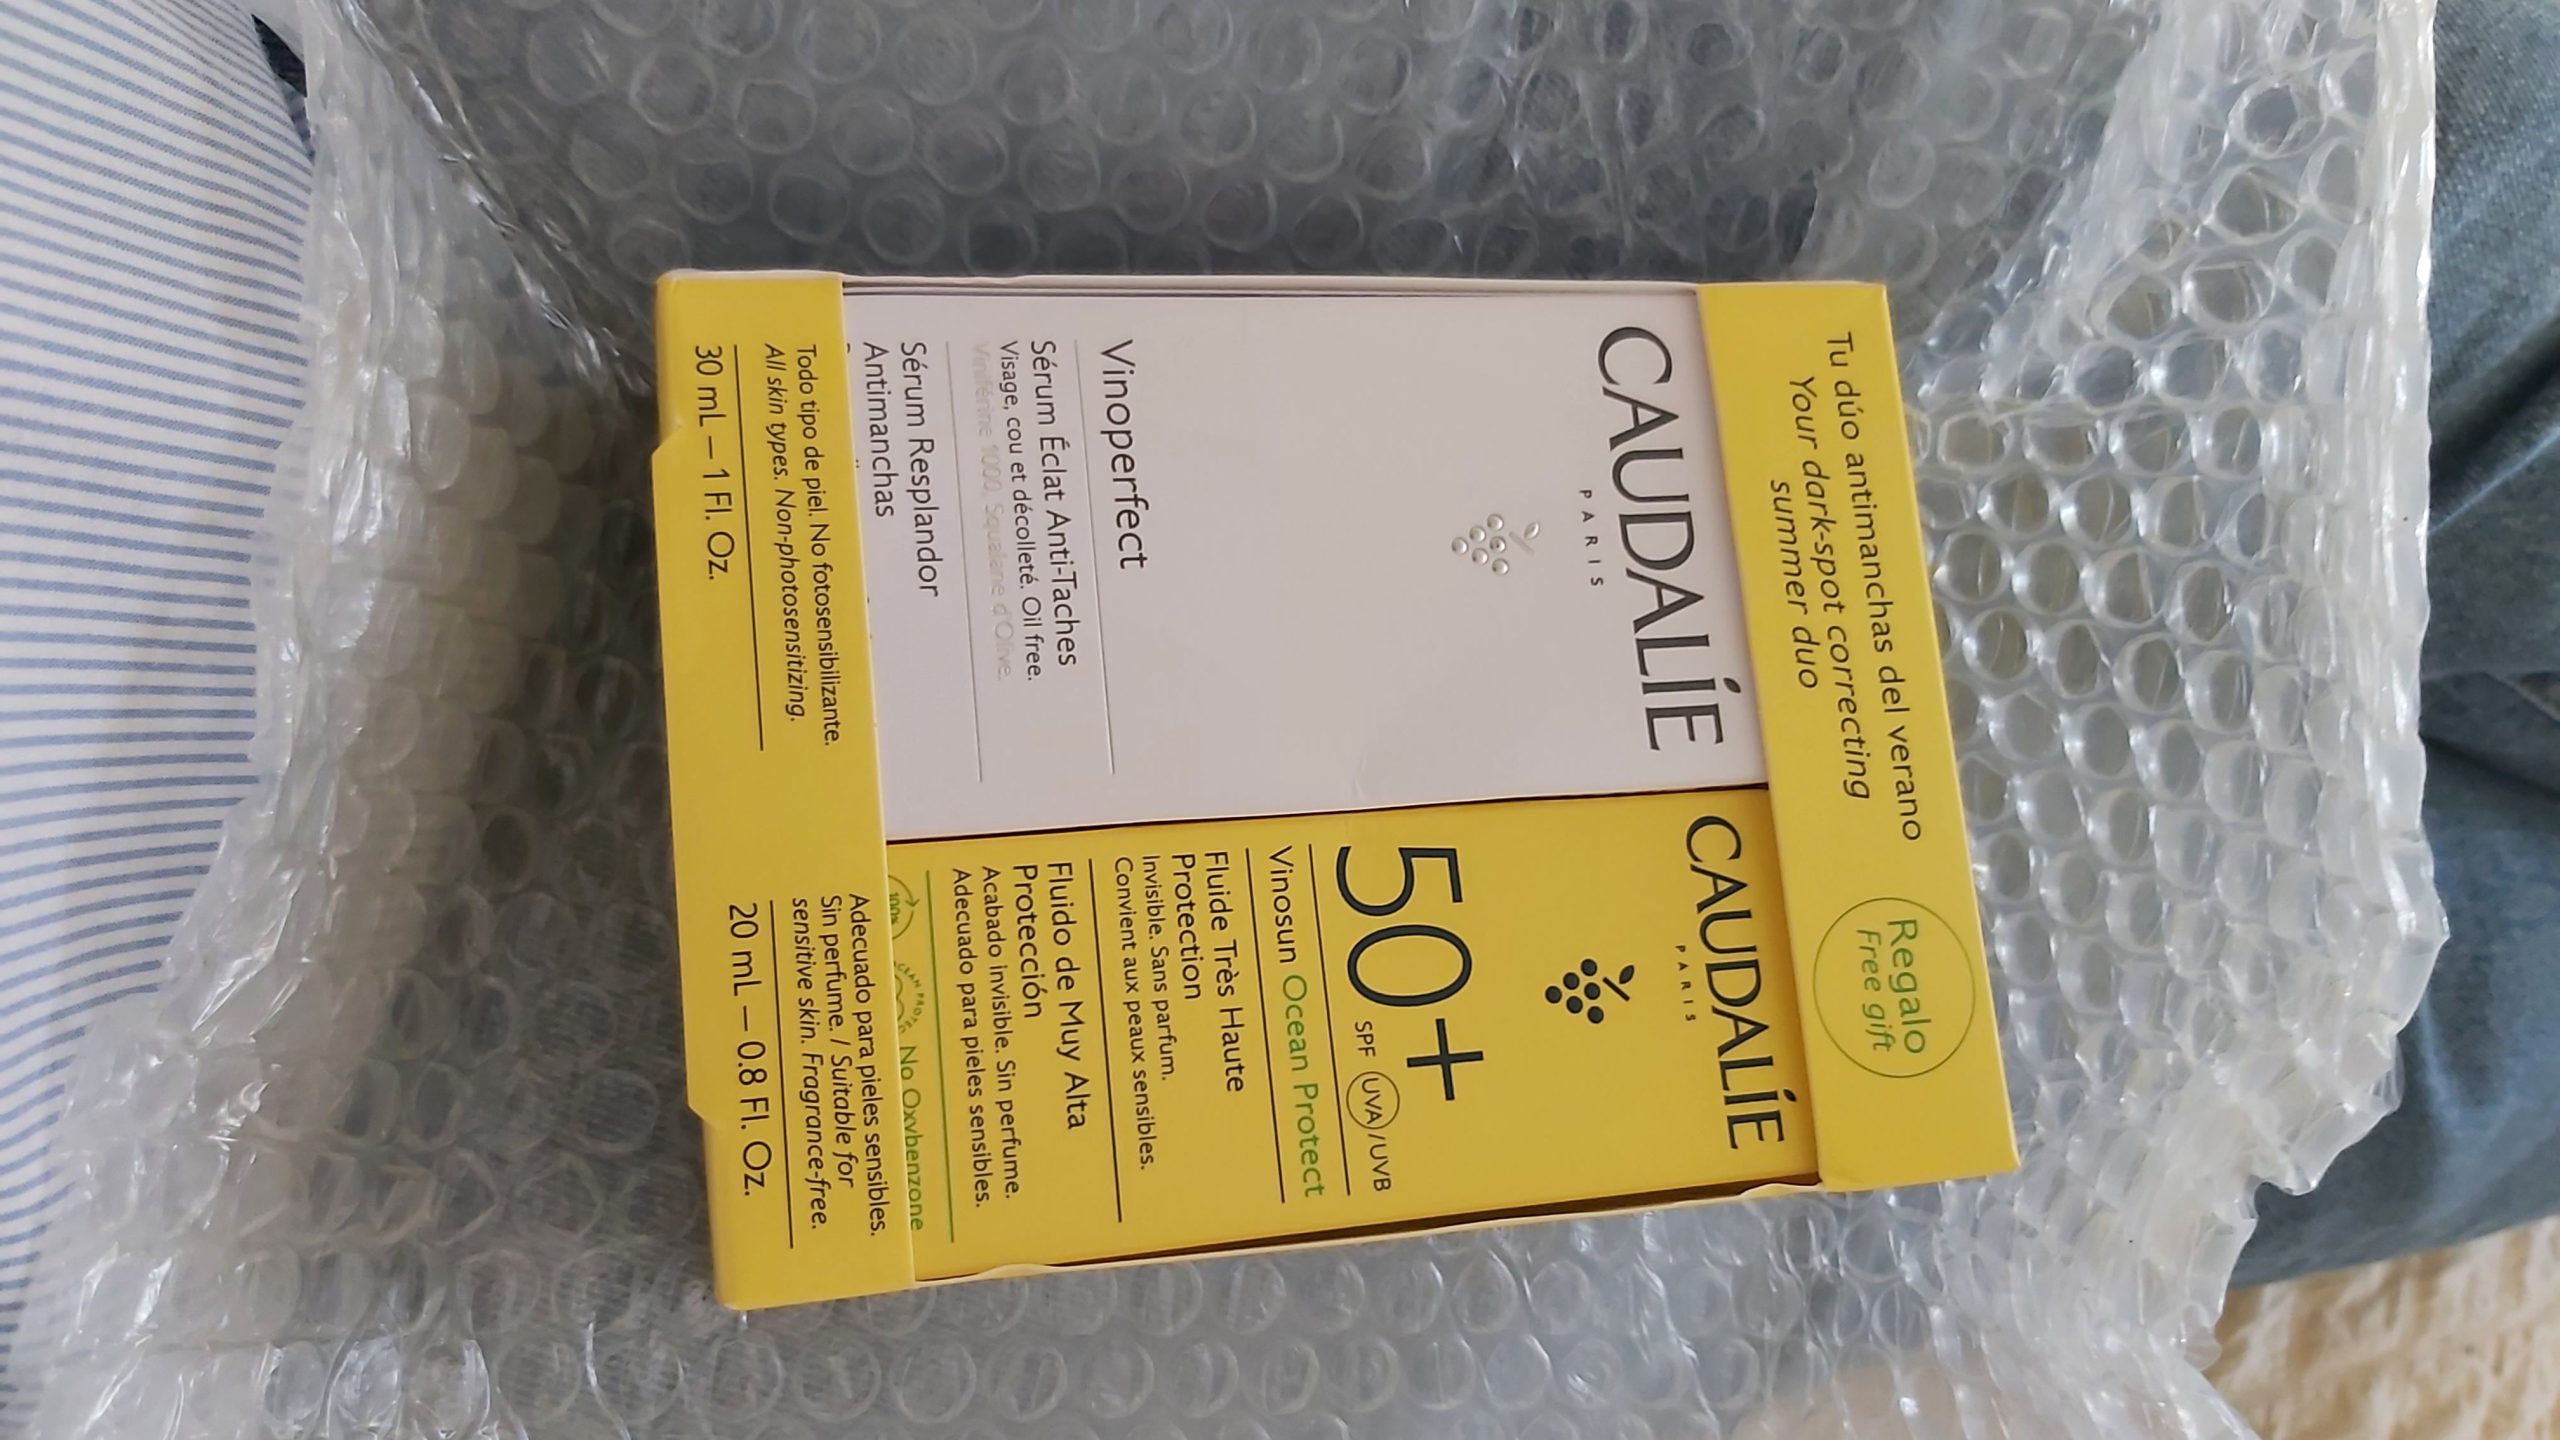 Tu dúo antimanchas del verano
Your dark-spot correcting
summer duo
Regalo
Free gift
CAUDALÍE
PARIS
Vinoperfect
Sérum Éclat Anti-Taches
Visage, cou et décolleté. Oil free.
Viniférine 1000, Squalane d'Olive.
Sérum Resplandor
Antimanchas
Todo tipo de piel. No fotosensibilizante.
All skin types. Non-photosensitizing.
30 mL – 1 Fl. Oz.
CAUDALÍE
PARIS
50+
SPF UVA/UVB
Vinosun Ocean Protect
Fluide Très Haute
Protection
Invisible. Sans parfum.
Convient aux peaux sensibles.
Fluido de Muy Alta
Protección
Acabado invisible. Sin perfume.
Adecuado para pieles sensibles.
100%
No Oxybenzone
Adecuado para pieles sensibles.
Sin perfume. / Suitable for
sensitive skin. Fragrance-free.
20 mL – 0.8 Fl. Oz.